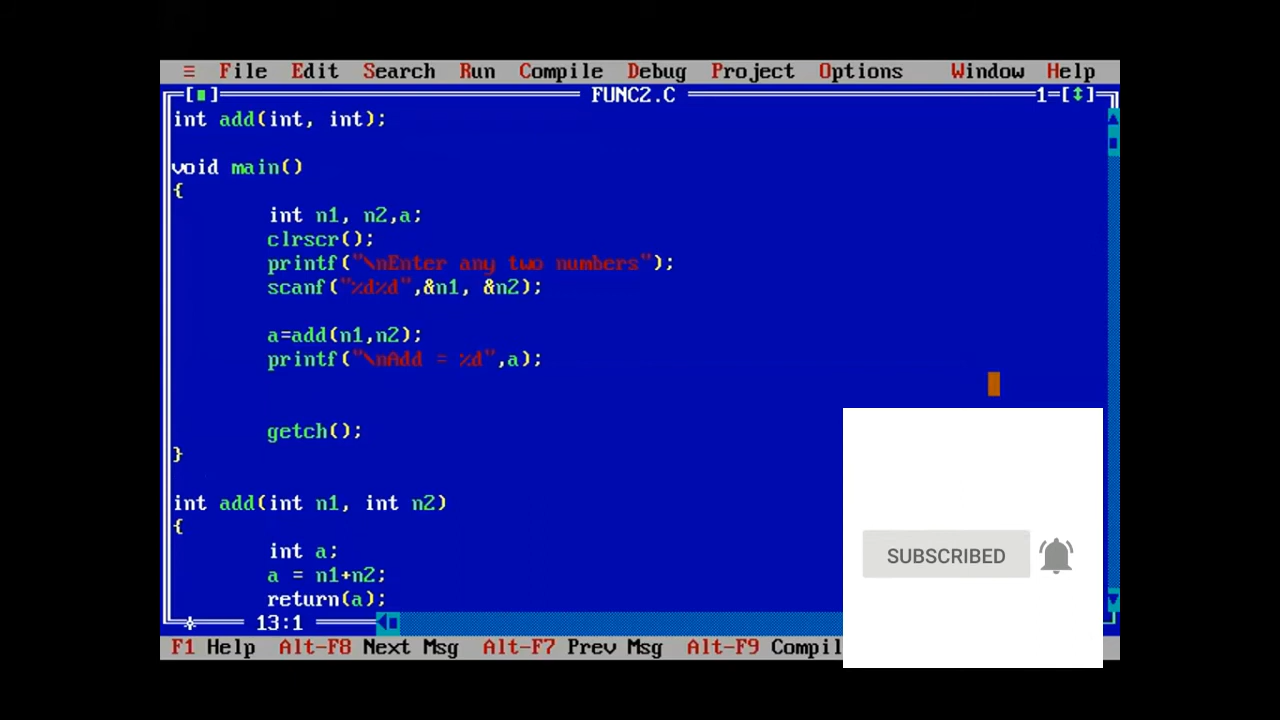 ≡ File Edit Search Run Compile Debug Project Options Window Help
[■] FUNC2.C 1=[↕]
int add(int, int);
void main()
{
int n1, n2,a;
clrscr();
printf("\nEnter any two numbers");
scanf("%d%d",&n1, &n2);
a=add(n1,n2);
printf("\nAdd = %d",a);
getch();
}
int add(int n1, int n2)
{
int a;
a = n1+n2;
return(a);
SUBSCRIBED
* 13:1
F1 Help Alt-F8 Next Msg Alt-F7 Prev Msg Alt-F9 Compil